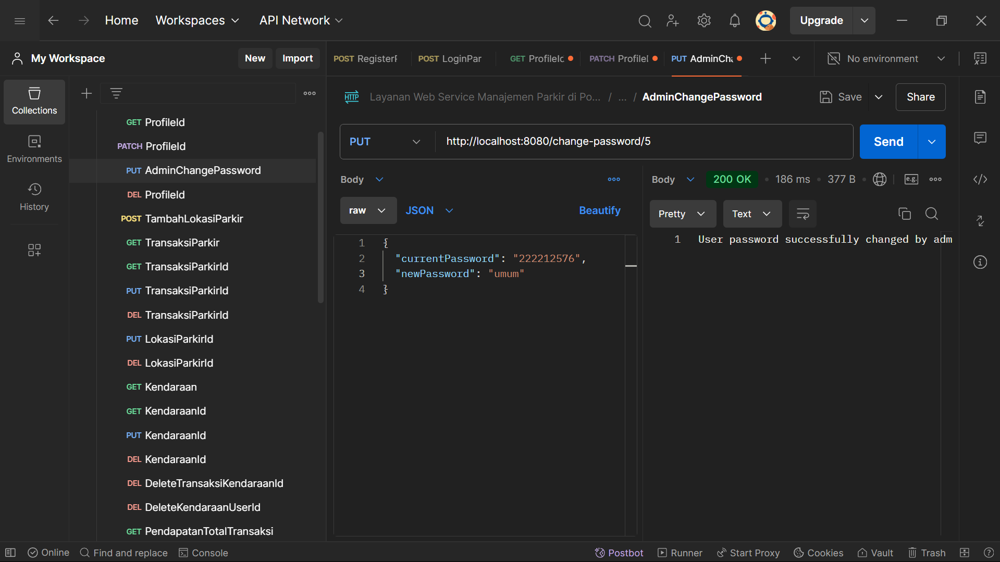 Home Workspaces API Network Upgrade
My Workspace New Import
POST RegisterF POST LoginPar GET ProfileIc PATCH Profilel PUT AdminCha No environment
Collections
Environments
History
GET ProfileId
PATCH ProfileId
PUT AdminChangePassword
DEL ProfileId
POST TambahLokasiParkir
GET TransaksiParkir
GET TransaksiParkirId
PUT TransaksiParkirId
DEL TransaksiParkirId
PUT LokasiParkirId
DEL LokasiParkirId
GET Kendaraan
GET KendaraanId
PUT KendaraanId
DEL KendaraanId
DEL DeleteTransaksiKendaraanId
DEL DeleteKendaraanUserId
GET PendapatanTotalTransaksi
HTTP Layanan Web Service Manajemen Parkir di Po... / ... / AdminChangePassword Save Share
PUT http://localhost:8080/change-password/5 Send
Body
raw JSON Beautify
1 {
2 "currentPassword": "222212576",
3 "newPassword": "umum"
4 }
Body 200 OK • 186 ms • 377 B • e.g.
Pretty Text
1 User password successfully changed by adm
Online Find and replace Console Postbot Runner Start Proxy Cookies Vault Trash